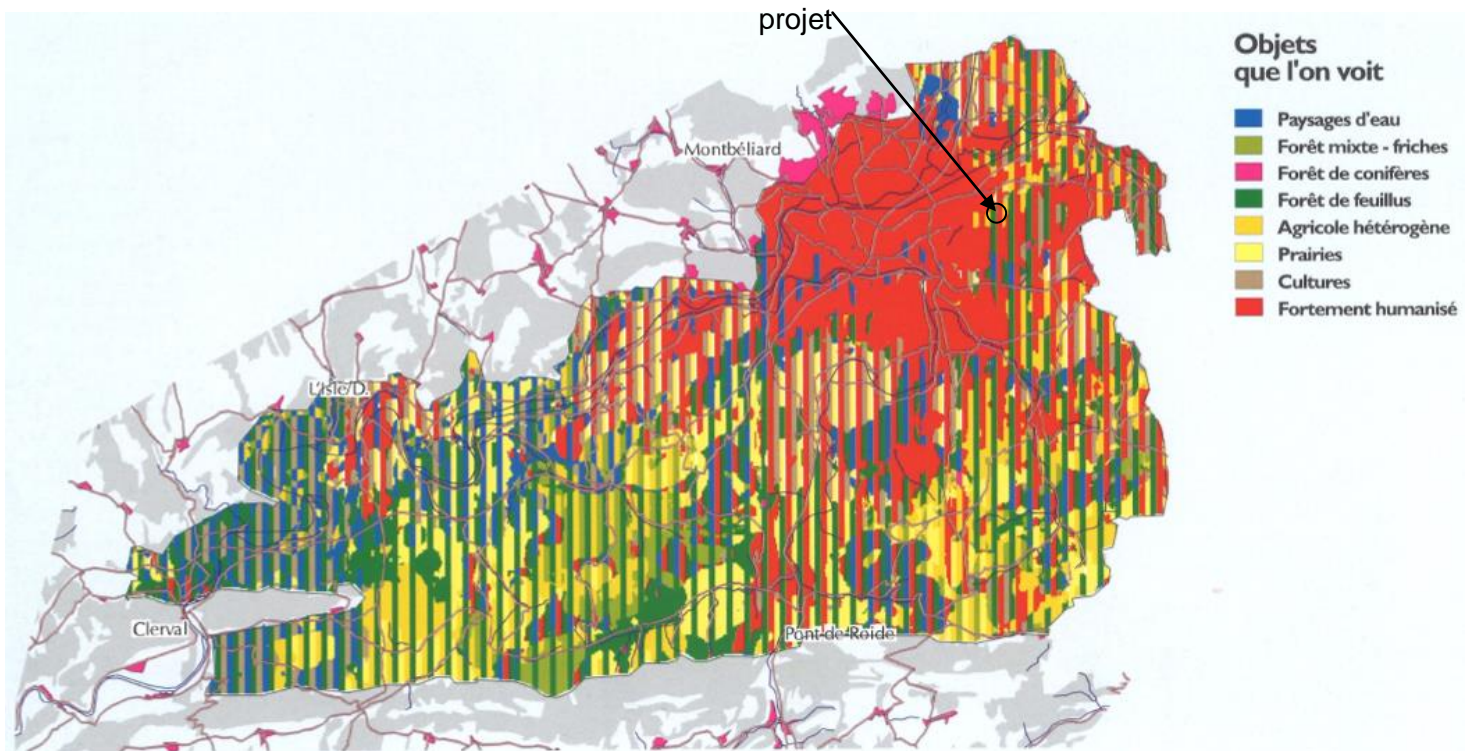 projet
Objets
que l'on voit
Paysages d'eau
Forêt mixte - friches
Forêt de conifères
Forêt de feuillus
Agricole hétérogène
Prairies
Cultures
Fortement humanisé
Montbéliard
L'Isle/D.
Clerval
Pont-de-Roide